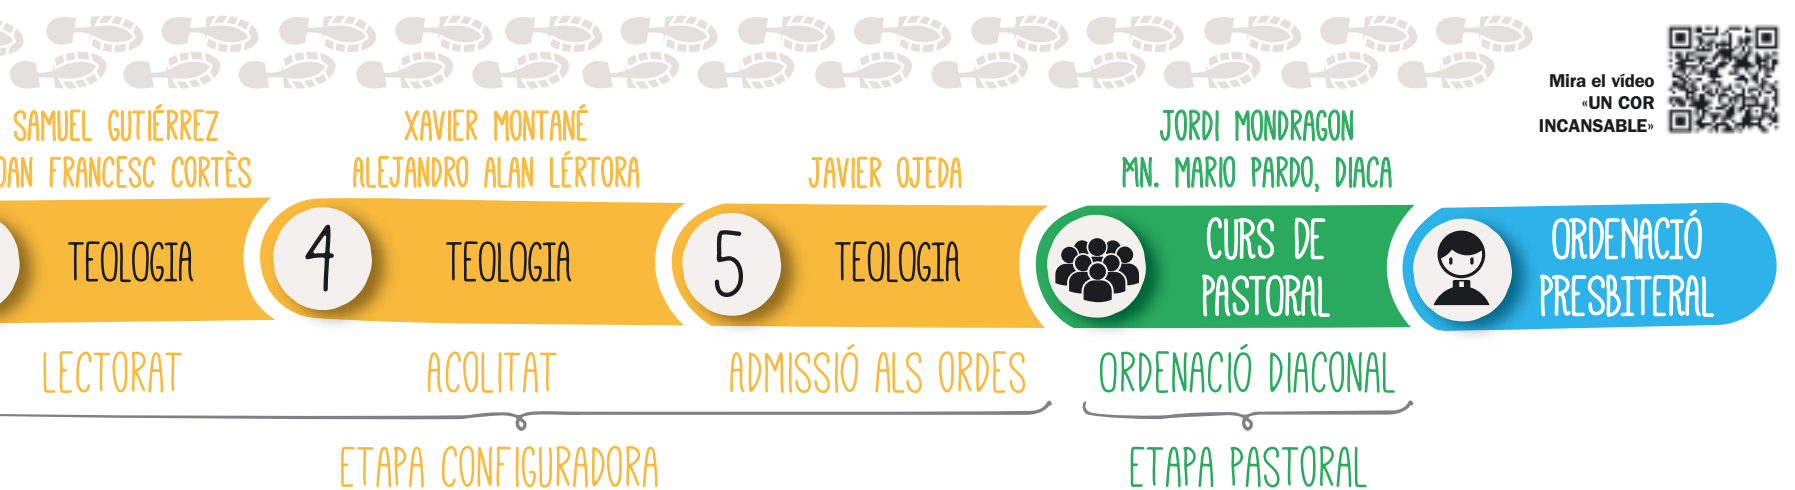 Mira el vídeo
«UN COR
INCANSABLE»
SAMUEL GUTIÉRREZ
FRANCESC CORTÈS
XAVIER MONTANÉ
ALEJANDRO ALAN LÉRTORA
JAVIER OJEDA
JORDI MONDRAGON
MN. MARIO PARDO, DIACA
TEOLOGIA
4
TEOLOGIA
5
TEOLOGIA
CURS DE
PASTORAL
ORDENACIÓ
PRESBITERAL
LECTORAT
ACOLITAT
ADMISSIÓ ALS ORDES
ORDENACIÓ DIACONAL
ETAPA CONFIGURADORA
ETAPA PASTORAL